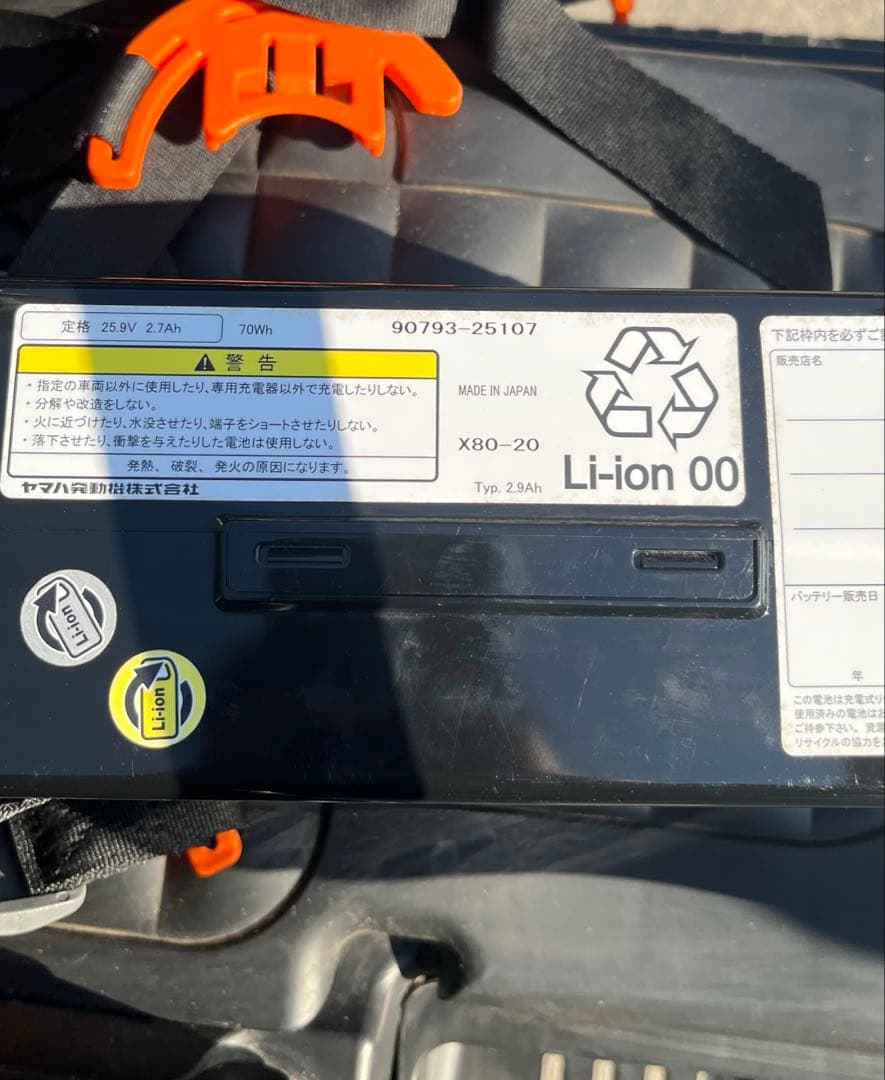 定格 25.9V 2.7Ah
70Wh
90793-25107
警告
・指定の車両以外に使用したり、専用充電器以外で充電したりしない。
・分解や改造をしない。
・火に近づけたり、水没させたり、端子をショートさせたりしない。
・落下させたり、衝撃を与えたりした電池は使用しない。
発熱、破裂、発火の原因になります。
ヤマハ発動機株式会社
MADE IN JAPAN
X80-20
Typ. 2.9Ah
Li-ion 00
下記枠内を必ずご
販売店名
バッテリー販売日
年
この電池は充電式リ
使用済みの電池はお
ご持参下さい。資源
リサイクルの協力を
Li-ion
Li-ion